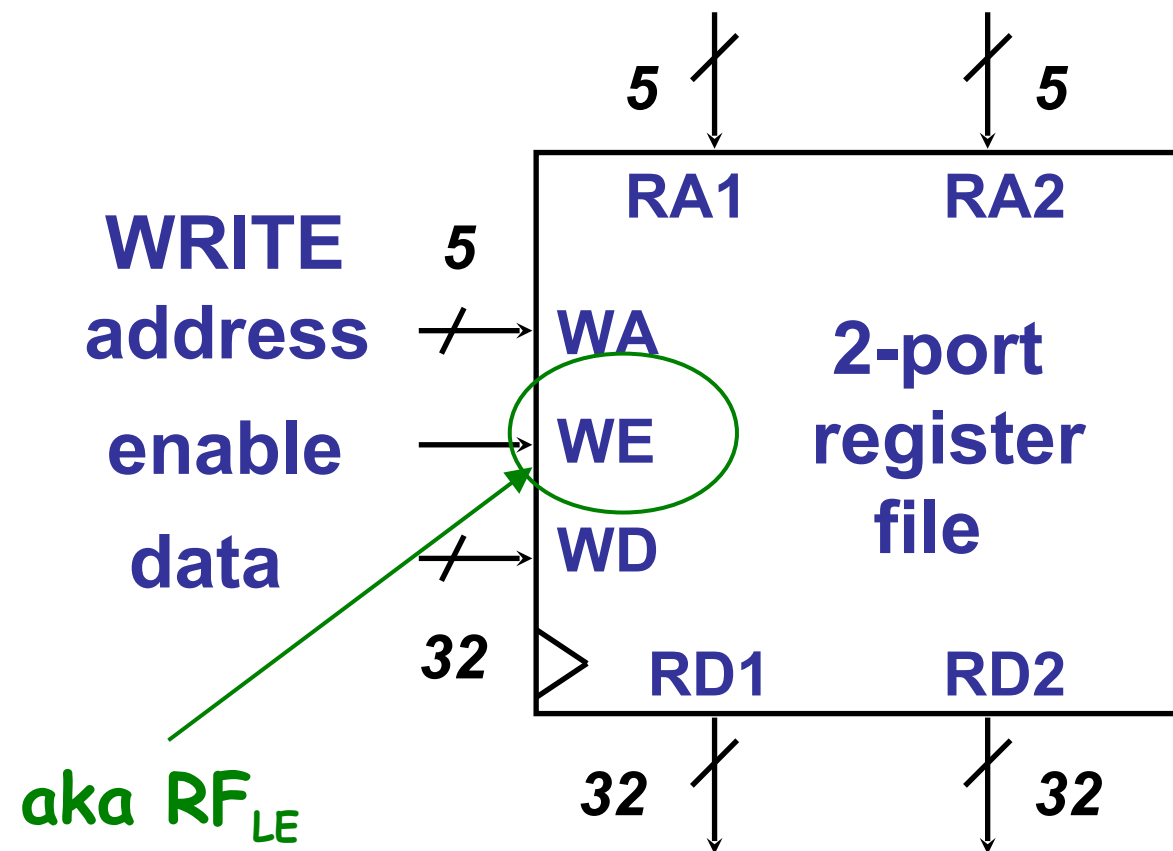 5 5
RA1 RA2
WRITE 5
address WA 2-port
enable WE register
data WD file
32 RD1 RD2
32 32
aka RF_LE